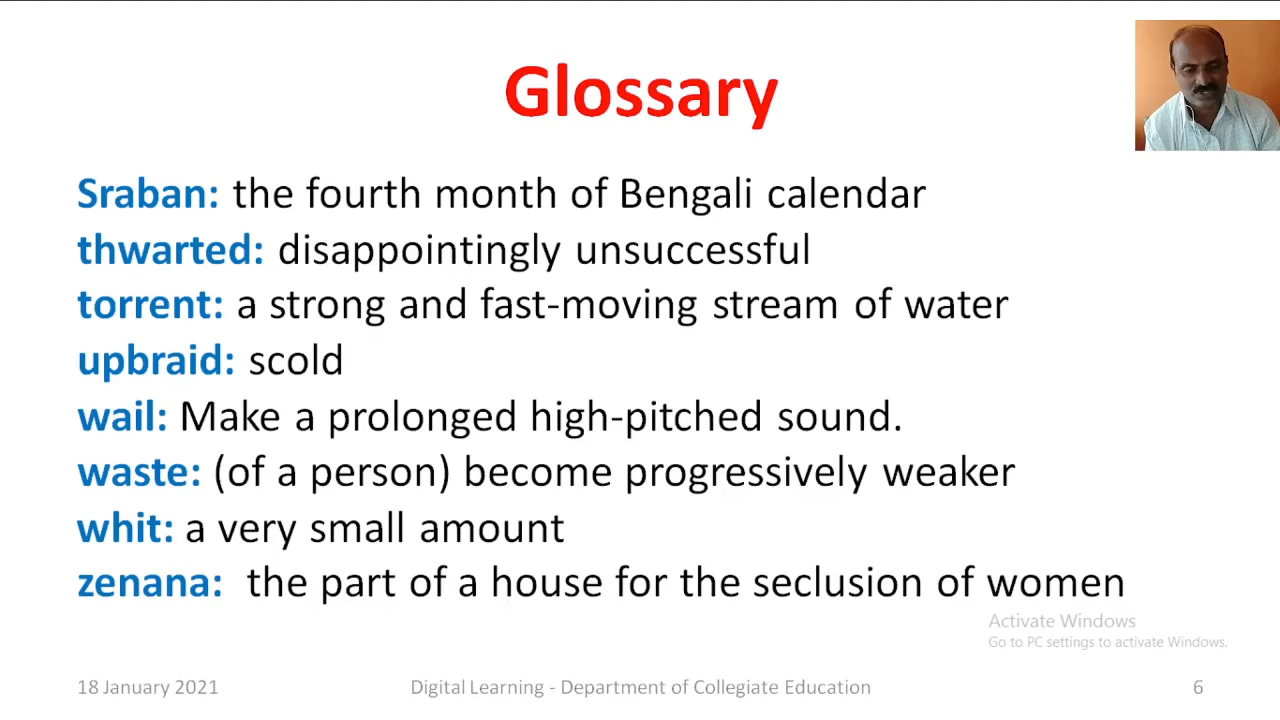 Glossary
Sraban: the fourth month of Bengali calendar
thwarted: disappointingly unsuccessful
torrent: a strong and fast-moving stream of water
upbraid: scold
wail: Make a prolonged high-pitched sound.
waste: (of a person) become progressively weaker
whit: a very small amount
zenana:  the part of a house for the seclusion of women
Activate Windows
Go to PC settings to activate Windows.
18 January 2021
Digital Learning - Department of Collegiate Education
6